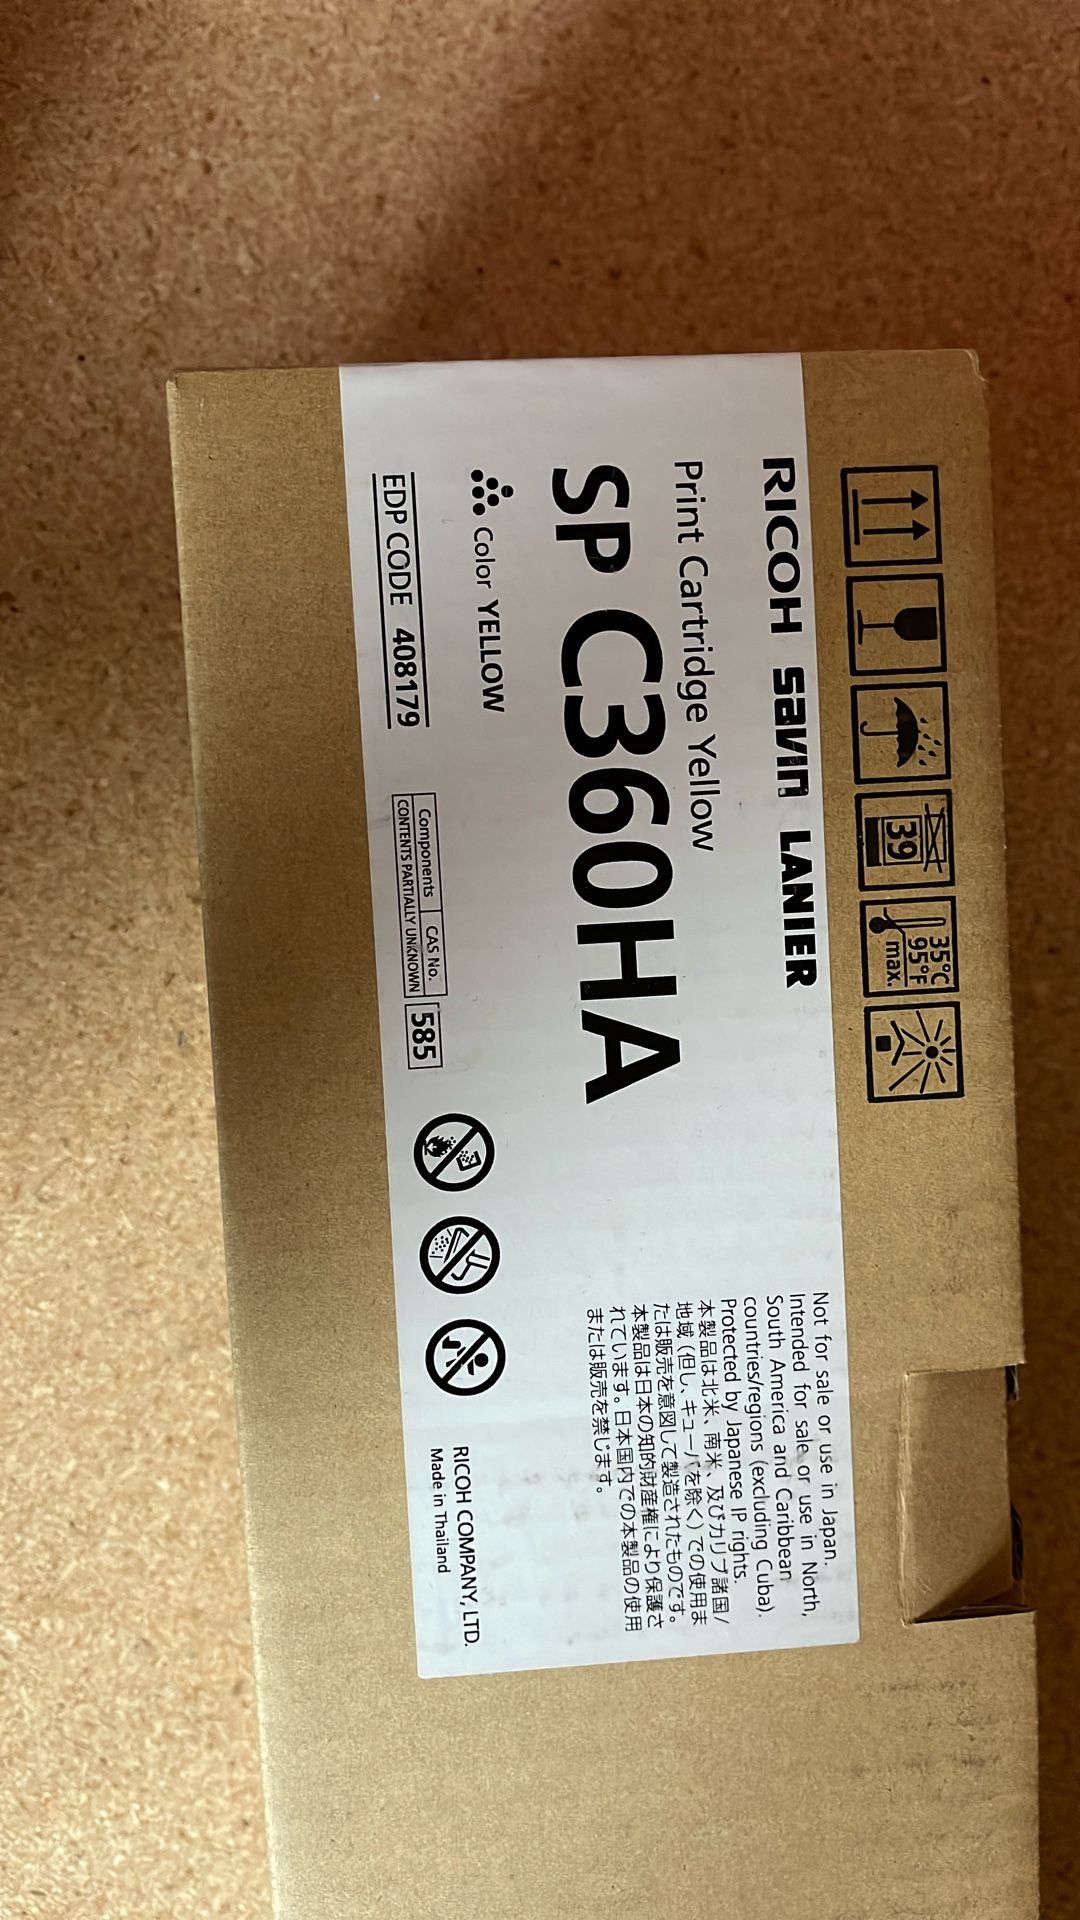 39
35°C
95°F
max.
RICOH savin LANIER
Print Cartridge Yellow
SP C360HA
Color YELLOW
EDP CODE 408179
Components CAS No.
CONTENTS PARTIALLY UNKNOWN
585
Not for sale or use in Japan.
Intended for sale or use in North,
South America and Caribbean
countries/regions (excluding Cuba).
Protected by Japanese IP rights.
本製品は北米、南米、及びカリブ諸国/
地域(但し、キューバを除く)での使用ま
たは販売を意図して製造されたものです。
本製品は日本の知的財産権により保護さ
れています。日本国内での本製品の使用
または販売を禁じます。
RICOH COMPANY, LTD.
Made in Thailand